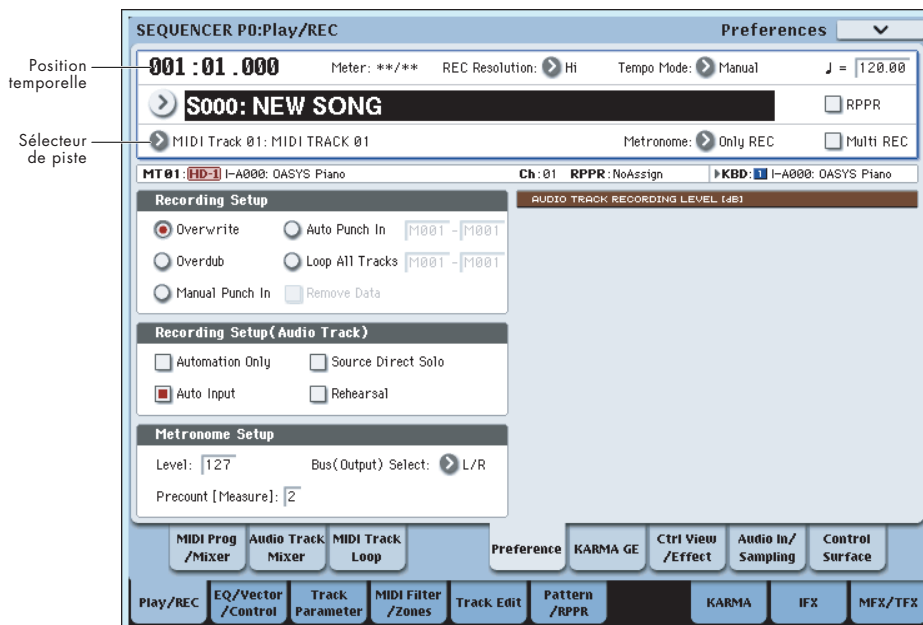 SEQUENCER P0:Play/REC Preferences
Position temporelle
001:01.000 Meter: **/** REC Resolution: Hi Tempo Mode: Manual ♩ = 120.00
S000: NEW SONG RPPR
Sélecteur de piste
MIDI Track 01: MIDI TRACK 01 Metronome: Only REC Multi REC
MT01: HD-1 I-A000: OASYS Piano Ch:01 RPPR:NoAssign ▶KBD: 1 I-A000: OASYS Piano
Recording Setup
AUDIO TRACK RECORDING LEVEL [dB]
Overwrite Auto Punch In M001 - M001
Overdub Loop All Tracks M001 - M001
Manual Punch In Remove Data
Recording Setup(Audio Track)
Automation Only Source Direct Solo
Auto Input Rehearsal
Metronome Setup
Level: 127 Bus(Output) Select: L/R
Precount [Measure]: 2
MIDI Prog /Mixer Audio Track Mixer MIDI Track Loop Preference KARMA GE Ctrl View /Effect Audio In/ Sampling Control Surface
Play/REC EQ/Vector /Control Track Parameter MIDI Filter /Zones Track Edit Pattern /RPPR KARMA IFX MFX/TFX